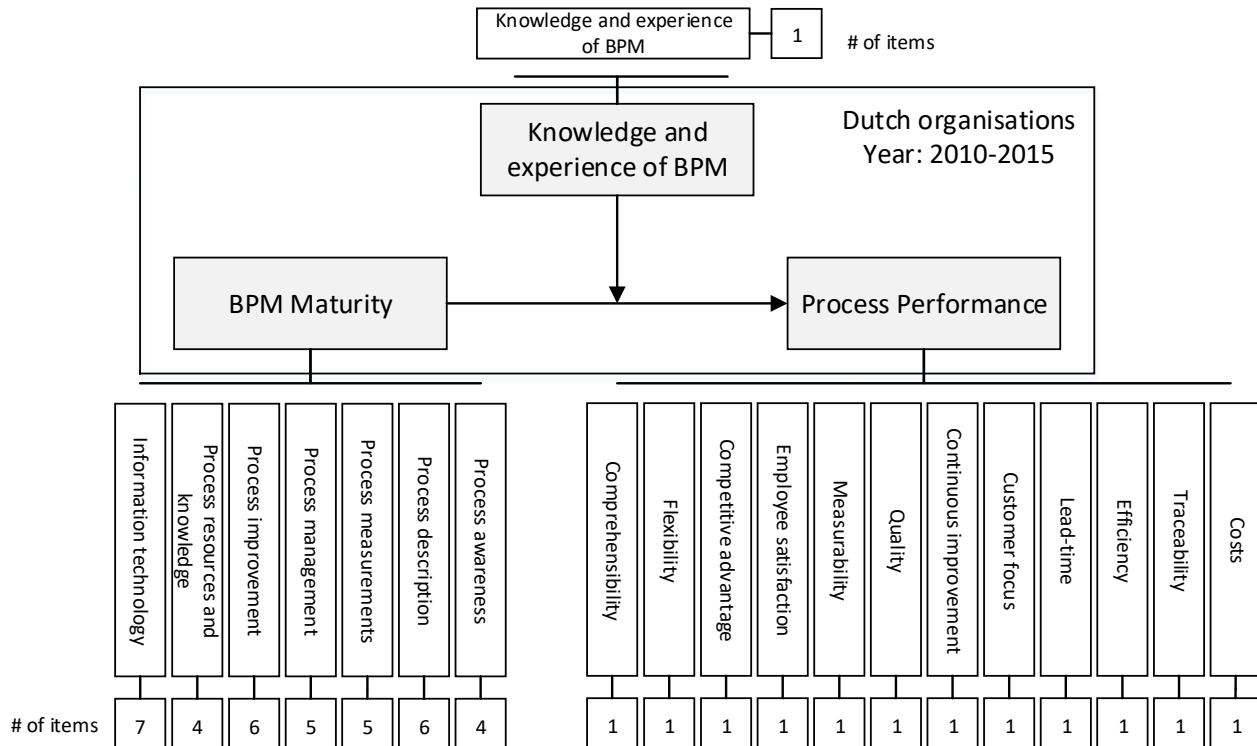 Knowledge and experience
of BPM
1
# of items
Knowledge and
experience of BPM
Dutch organisations
Year: 2010-2015
BPM Maturity
Process Performance
Information technology
Process resources and
knowledge
Process improvement
Process management
Process measurements
Process description
Process awareness
Comprehensibility
Flexibility
Competitive advantage
Employee satisfaction
Measurability
Quality
Continuous improvement
Customer focus
Lead-time
Efficiency
Traceability
Costs
# of items
7
4
6
5
5
6
4
1
1
1
1
1
1
1
1
1
1
1
1